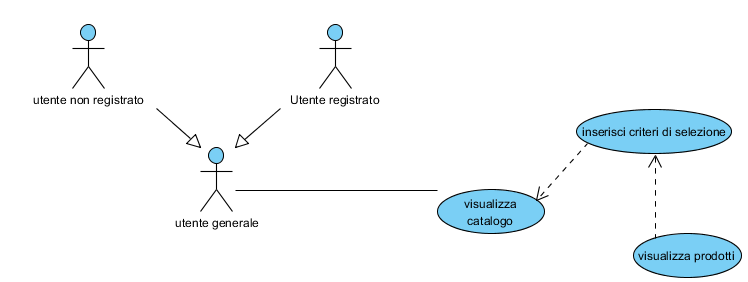 utente non registrato
Utente registrato
utente generale
visualizza
catalogo
inserisci criteri di selezione
visualizza prodotti